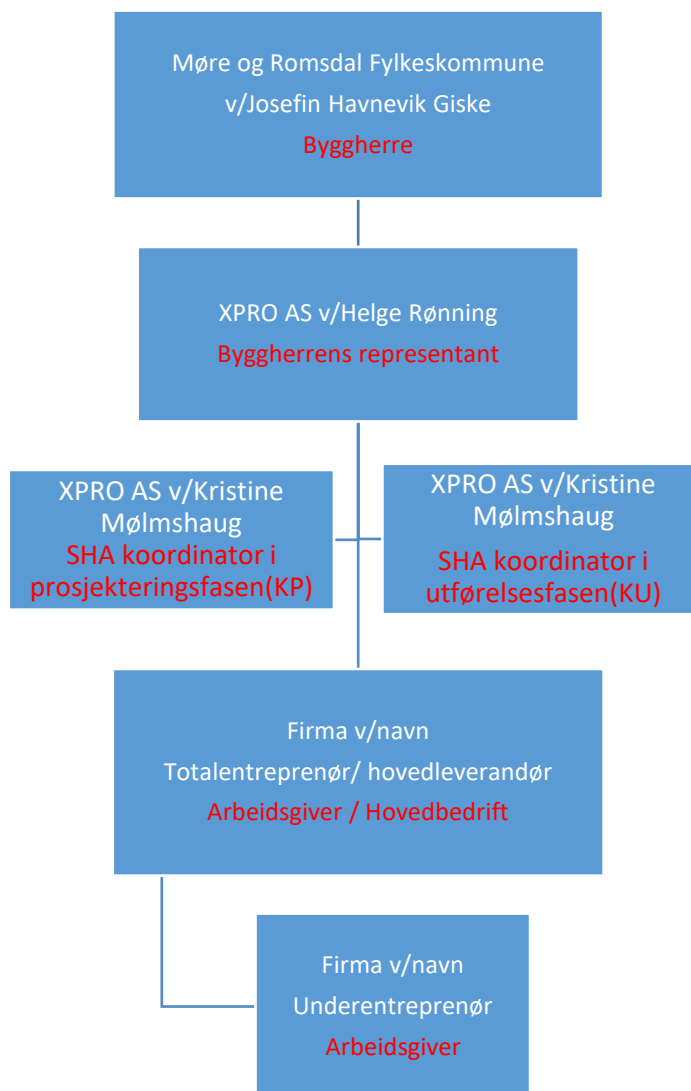 Møre og Romsdal Fylkeskommune
v/Josefin Havnevik Giske
Byggherre
XPRO AS v/Helge Rønning
Byggherrens representant
XPRO AS v/Kristine
Mølmshaug
SHA koordinator i
prosjekteringsfasen(KP)
XPRO AS v/Kristine
Mølmshaug
SHA koordinator i
utførelsesfasen(KU)
Firma v/navn
Totalentreprenør/ hovedleverandør
Arbeidsgiver / Hovedbedrift
Firma v/navn
Underentreprenør
Arbeidsgiver